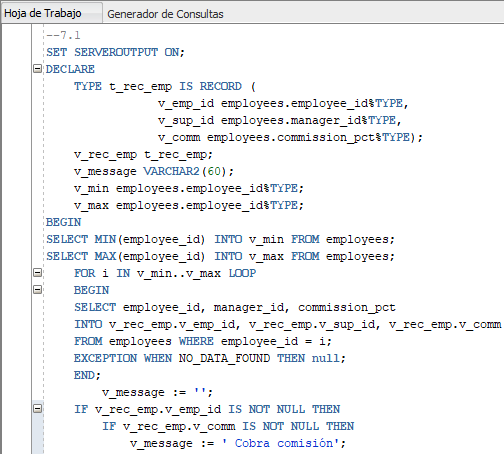 Hoja de Trabajo Generador de Consultas
--7.1
SET SERVEROUTPUT ON;
DECLARE
TYPE t_rec_emp IS RECORD (
v_emp_id employees.employee_id%TYPE,
v_sup_id employees.manager_id%TYPE,
v_comm employees.commission_pct%TYPE);
v_rec_emp t_rec_emp;
v_message VARCHAR2(60);
v_min employees.employee_id%TYPE;
v_max employees.employee_id%TYPE;
BEGIN
SELECT MIN(employee_id) INTO v_min FROM employees;
SELECT MAX(employee_id) INTO v_max FROM employees;
FOR i IN v_min..v_max LOOP
BEGIN
SELECT employee_id, manager_id, commission_pct
INTO v_rec_emp.v_emp_id, v_rec_emp.v_sup_id, v_rec_emp.v_comm
FROM employees WHERE employee_id = i;
EXCEPTION WHEN NO_DATA_FOUND THEN null;
END;
v_message := '';
IF v_rec_emp.v_emp_id IS NOT NULL THEN
IF v_rec_emp.v_comm IS NOT NULL THEN
v_message := ' Cobra comisión';